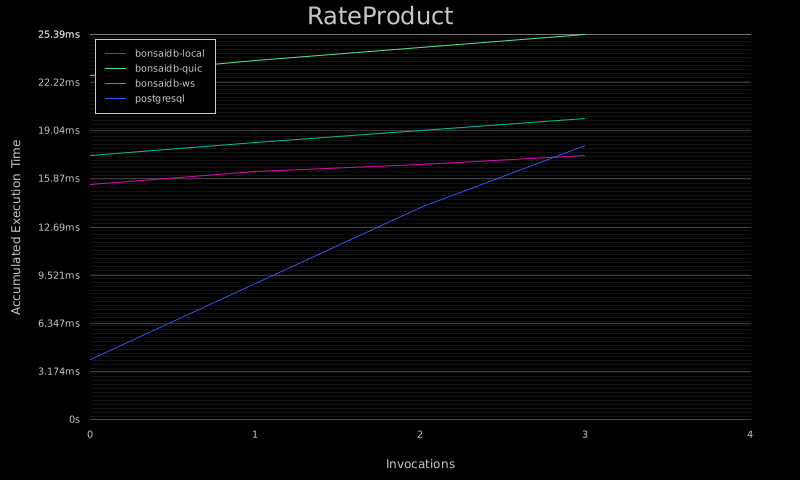 RateProduct
25.39ms
bonsaidb-local
bonsaidb-quic
bonsaidb-ws
postgresql
22.22ms
19.04ms
15.87ms
12.69ms
9.521ms
6.347ms
3.174ms
0s
Accumulated Execution Time
0 1 2 3 4
Invocations